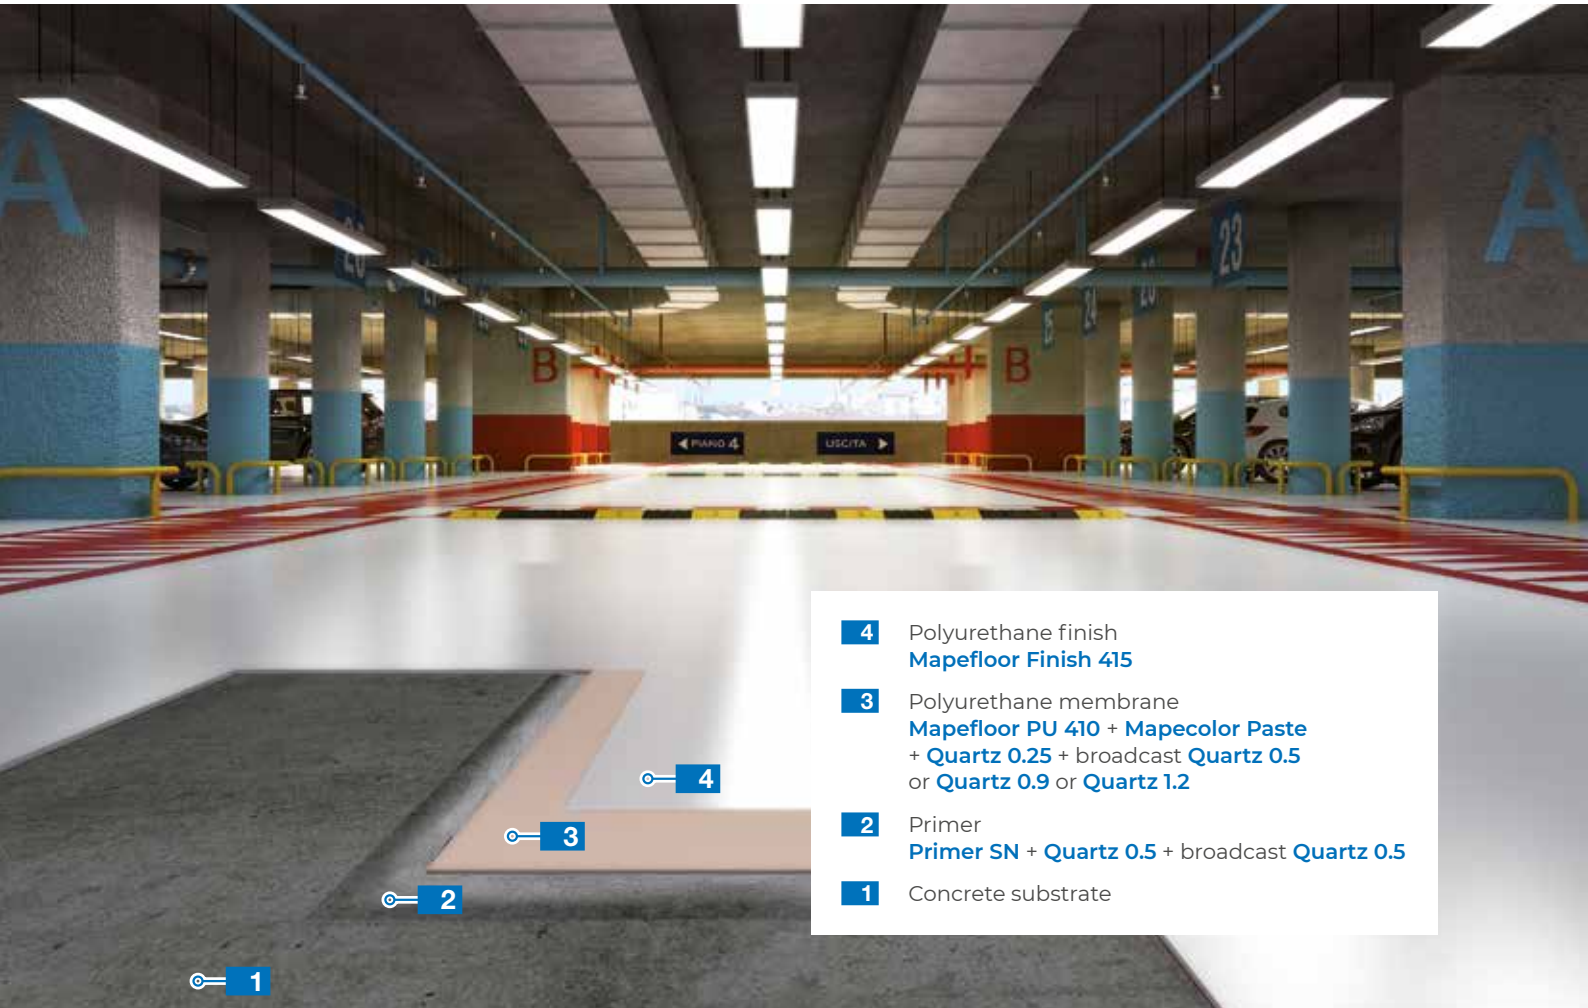 A
A
23
B
B
PIANO 4
USCITA
4 Polyurethane finish
Mapefloor Finish 415
3 Polyurethane membrane
Mapefloor PU 410 + Mapecolor Paste
+ Quartz 0.25 + broadcast Quartz 0.5
or Quartz 0.9 or Quartz 1.2
2 Primer
Primer SN + Quartz 0.5 + broadcast Quartz 0.5
1 Concrete substrate
4
3
2
1